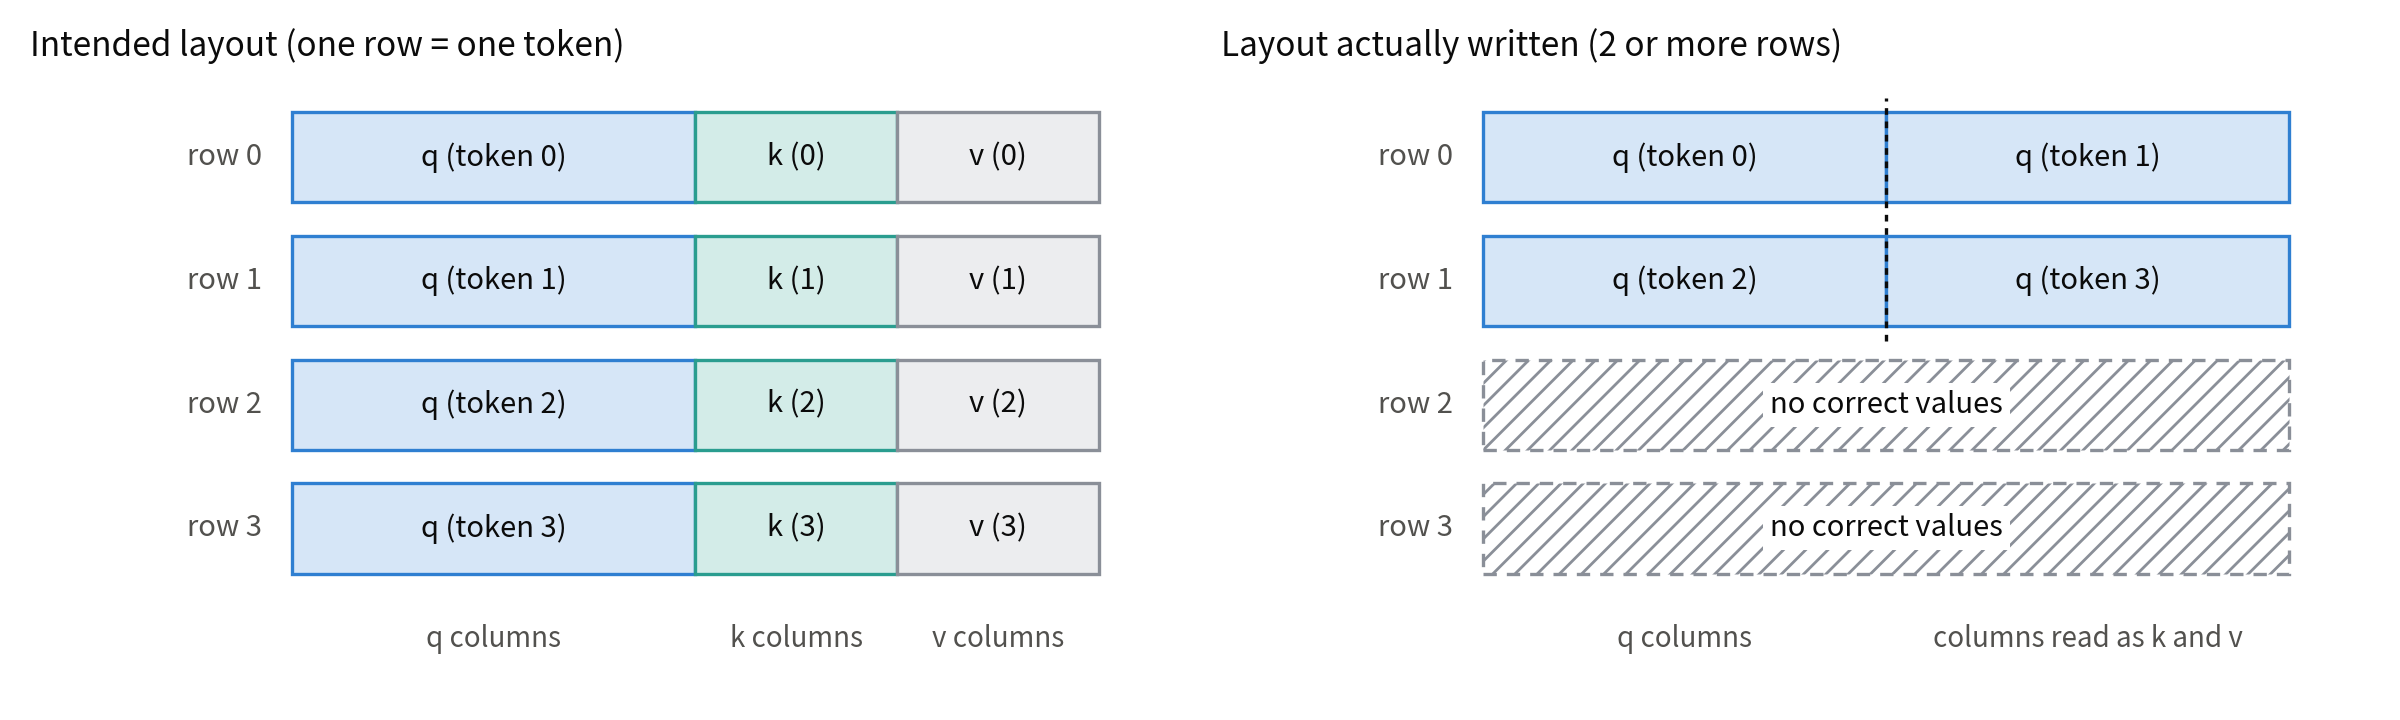 Intended layout (one row = one token)
row 0 q (token 0) k (0) v (0)
row 1 q (token 1) k (1) v (1)
row 2 q (token 2) k (2) v (2)
row 3 q (token 3) k (3) v (3)
q columns k columns v columns
Layout actually written (2 or more rows)
row 0 q (token 0) q (token 1)
row 1 q (token 2) q (token 3)
row 2 no correct values
row 3 no correct values
q columns columns read as k and v